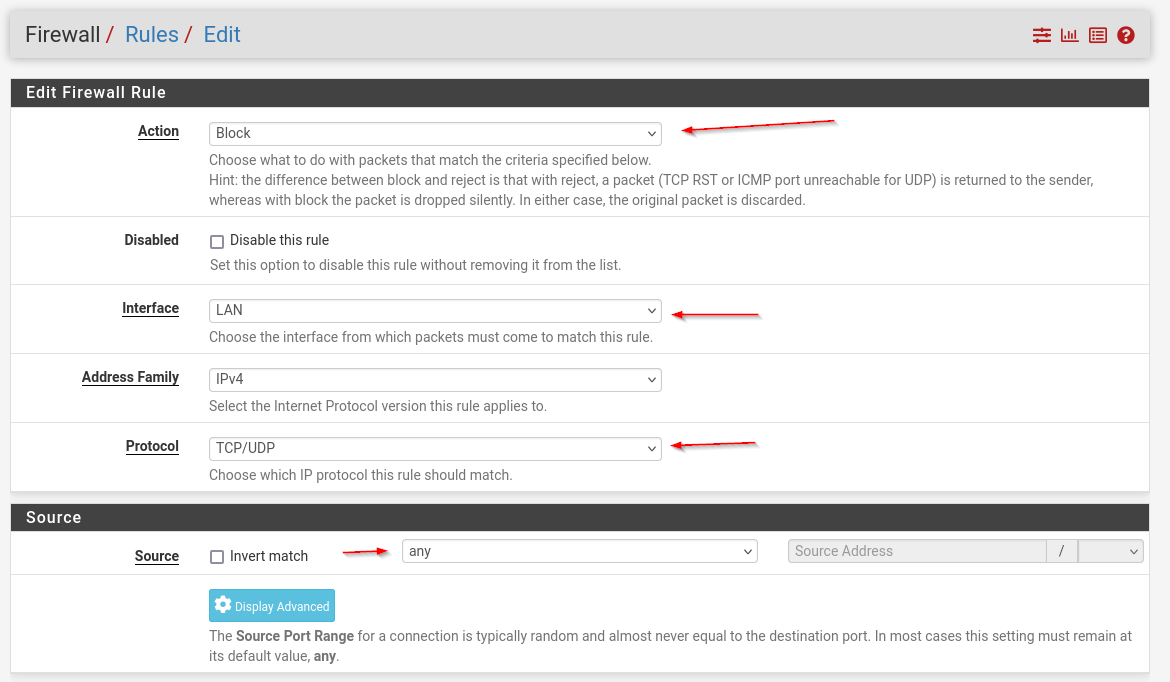 Firewall / Rules / Edit
Edit Firewall Rule
Action
Block
Choose what to do with packets that match the criteria specified below.
Hint: the difference between block and reject is that with reject, a packet (TCP RST or ICMP port unreachable for UDP) is returned to the sender,
whereas with block the packet is dropped silently. In either case, the original packet is discarded.
Disabled
Disable this rule
Set this option to disable this rule without removing it from the list.
Interface
LAN
Choose the interface from which packets must come to match this rule.
Address Family
IPv4
Select the Internet Protocol version this rule applies to.
Protocol
TCP/UDP
Choose which IP protocol this rule should match.
Source
Source
Invert match
any
Source Address
/
Display Advanced
The Source Port Range for a connection is typically random and almost never equal to the destination port. In most cases this setting must remain at
its default value, any.